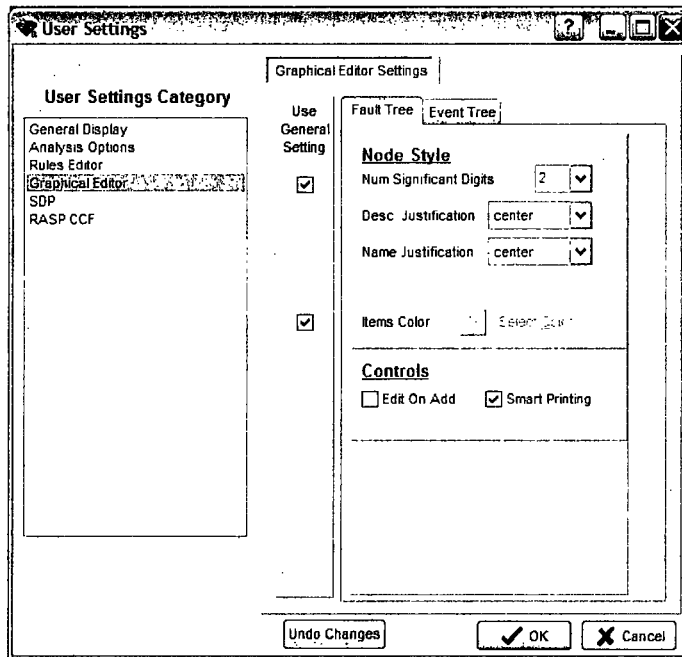 User Settings
?
Graphical Editor Settings
User Settings Category
General Display
Analysis Options
Rules Editor
Graphical Editor
SDP
RASP CCF
Use
General
Setting
Fault Tree
Event Tree
Node Style
Num Significant Digits 2
Desc Justification center
Name Justification center
Items Color Select
Controls
Edit On Add Smart Printing
Undo Changes
OK
Cancel